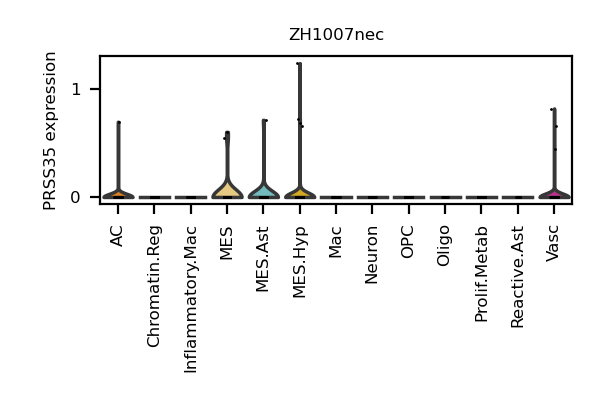 ZH1007nec
PRSS35 expression
1
0
AC
Chromatin.Reg
Inflammatory.Mac
MES
MES.Ast
MES.Hyp
Mac
Neuron
OPC
Oligo
Prolif.Metab
Reactive.Ast
Vasc